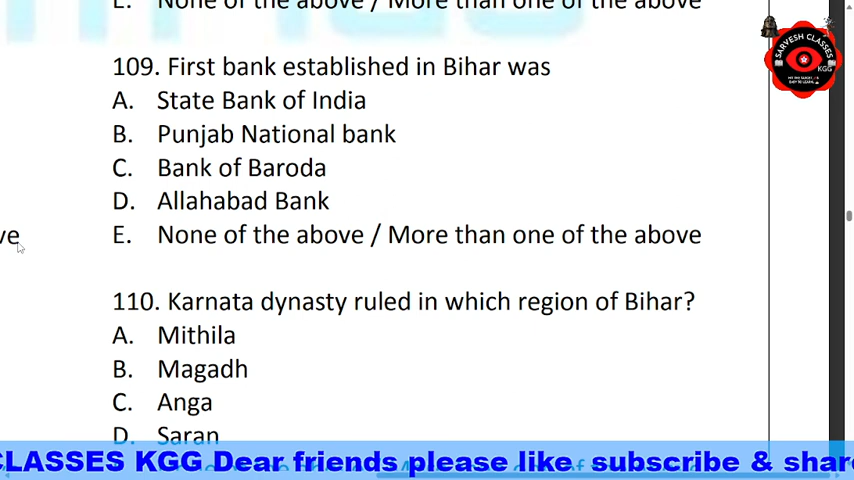 E. None of the above / More than one of the above
109. First bank established in Bihar was
A. State Bank of India
B. Punjab National bank
C. Bank of Baroda
D. Allahabad Bank
ve
E. None of the above / More than one of the above
110. Karnata dynasty ruled in which region of Bihar?
A. Mithila
B. Magadh
C. Anga
D. Saran
CLASSES KGG Dear friends please like subscribe & share
SARVESH CLASSES
KGG